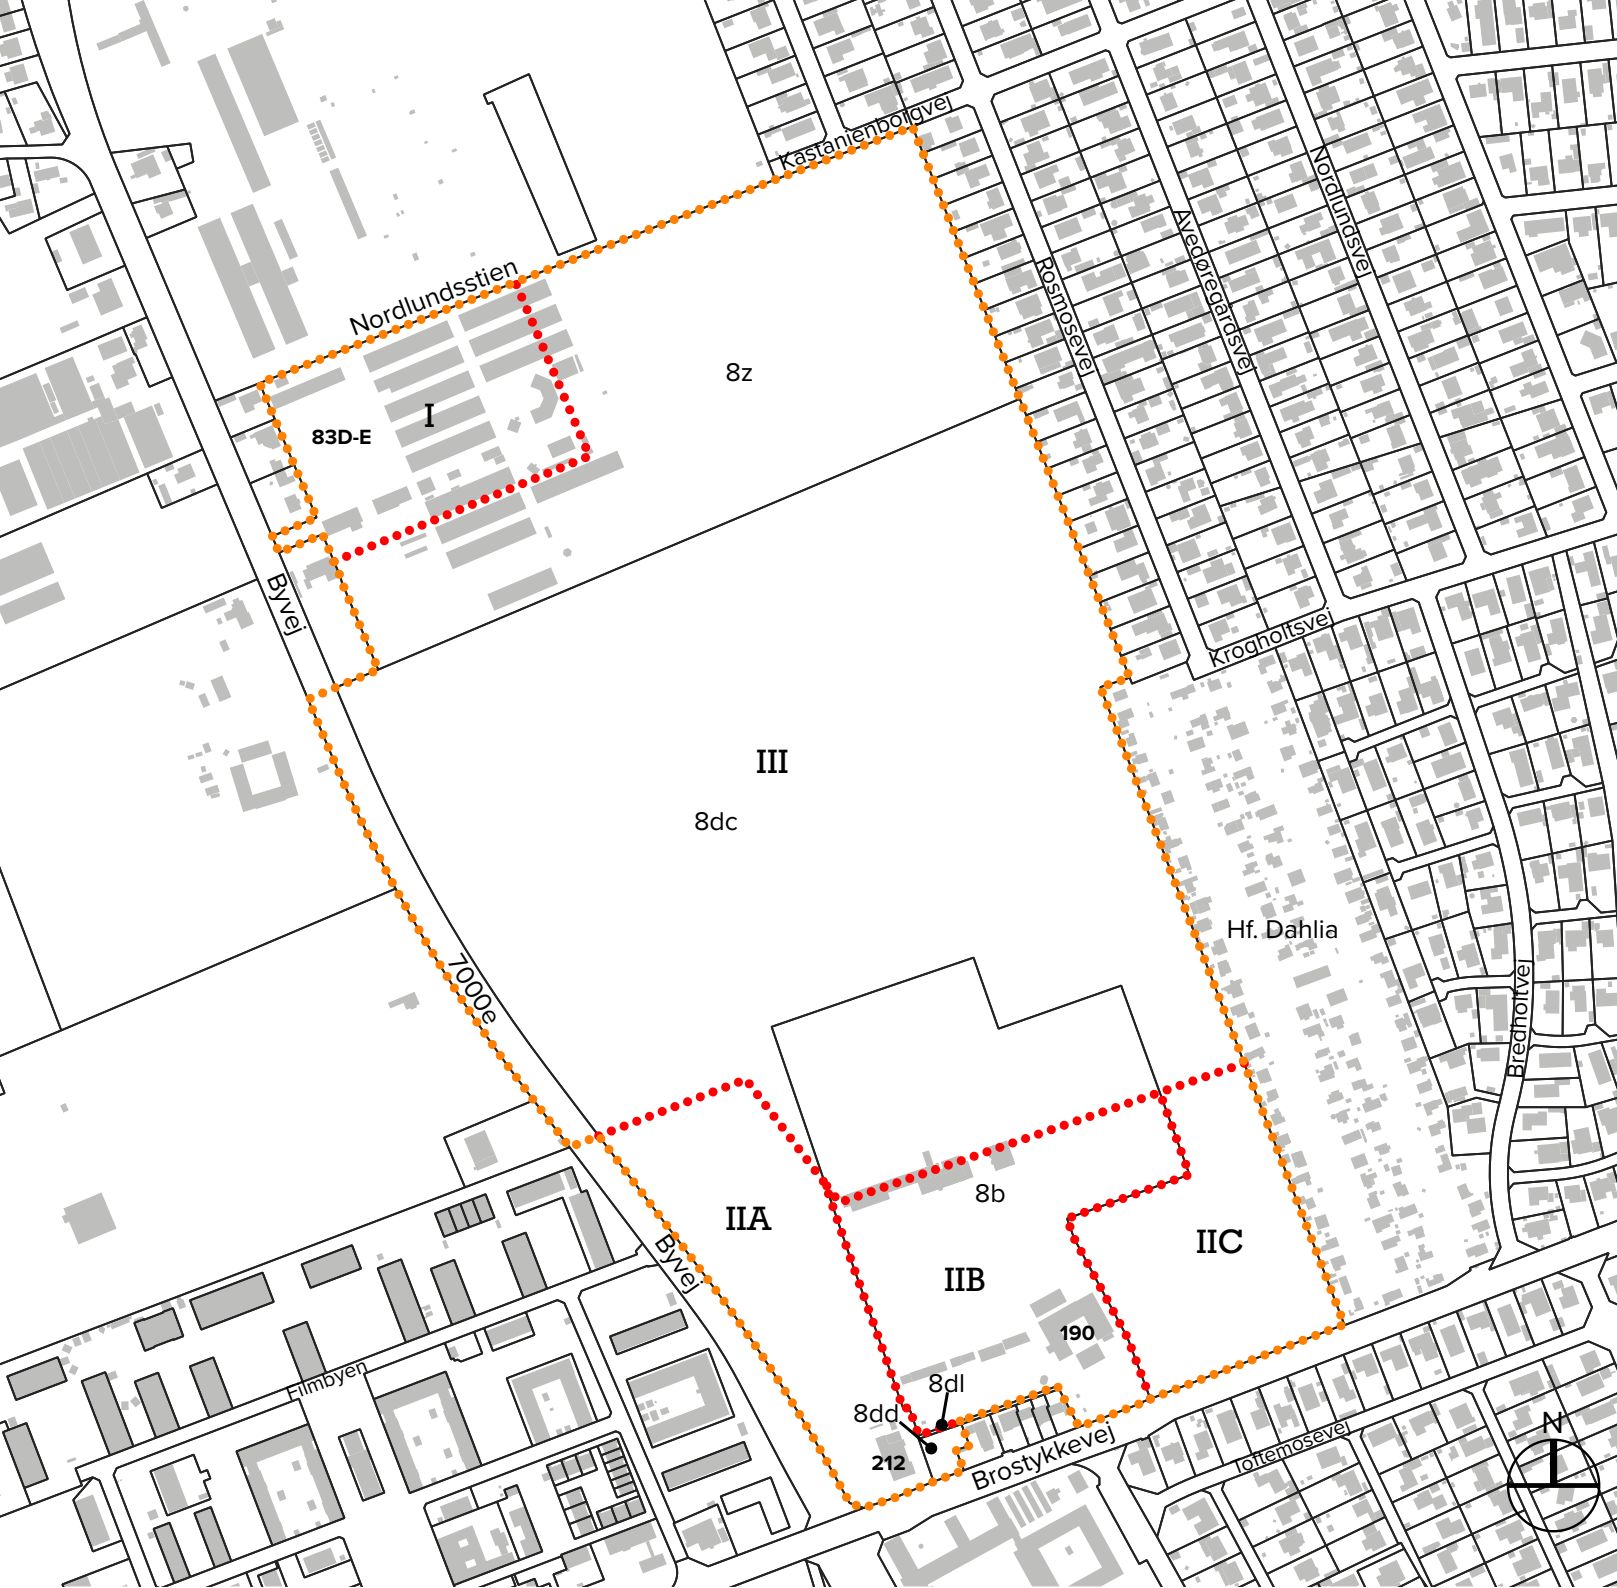 Kastanienborgvej
Nordlundsvej
Avedøregårdsvej
Rosmosevej
Nordlundsstien
8z
I
83D-E
Byvej
Krogholtsvej
III
8dc
Hf. Dahlia
7000e
Bredholtvej
8b
IIA
IIC
Byvej
IIB
190
Filmbyen
8dl
8dd
212
Brostykkevej
Toftemosevej
N